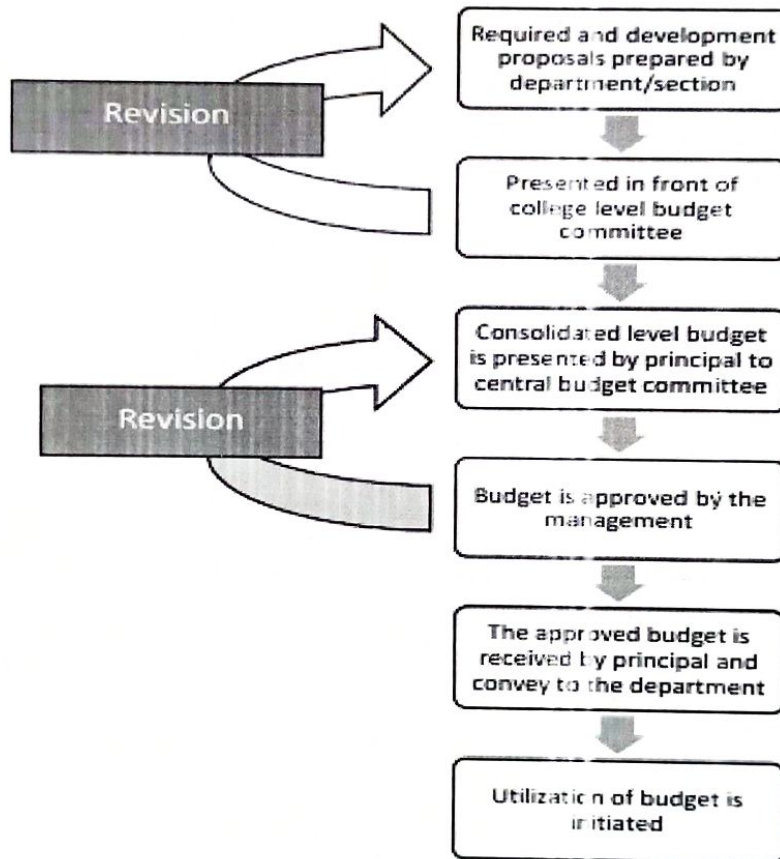 Required and development
proposals prepared by
department/section
Revision
Presented in front of
college level budget
committee
Consolidated level budget
is presented by principal to
central budget committee
Revision
Budget is approved by the
management
The approved budget is
received by principal and
convey to the department
Utilization of budget is
initiated